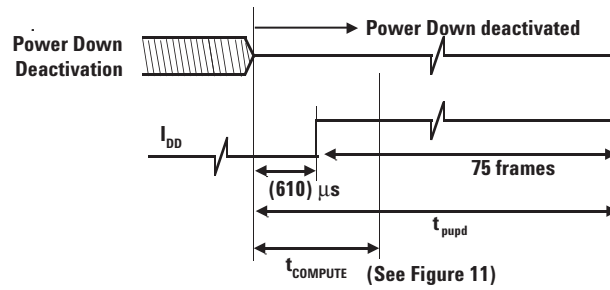 Power Down deactivated
Power Down
Deactivation
IDD
75 frames
(610) μs
tpupd
tCOMPUTE (See Figure 11)